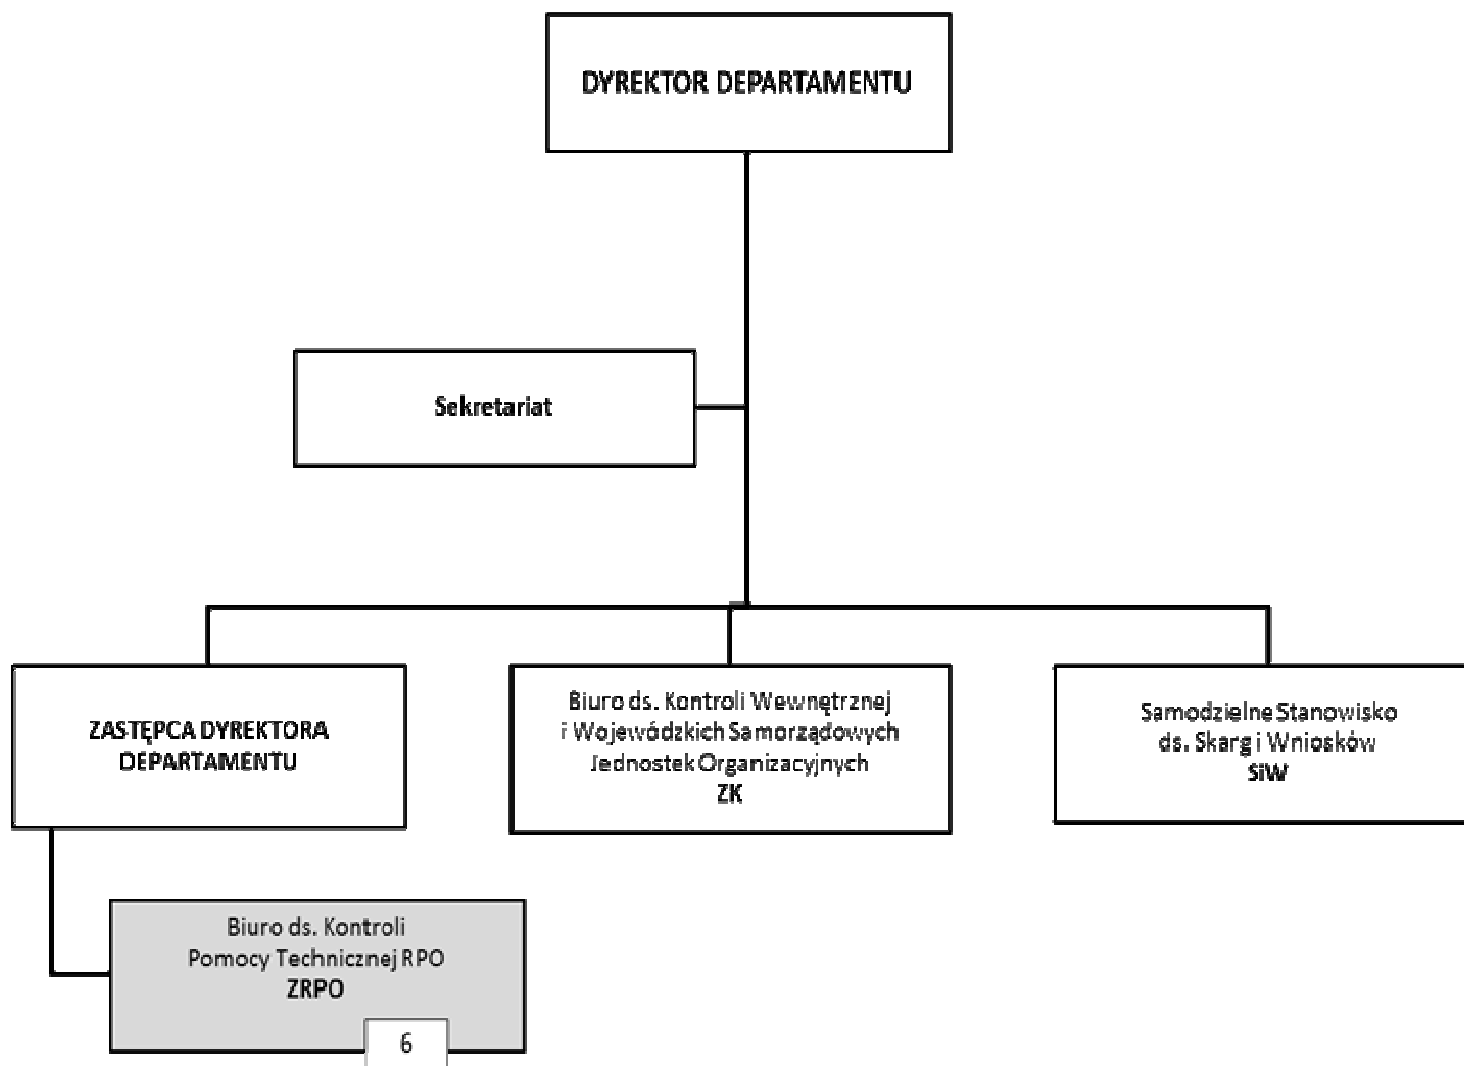 DYREKTOR DEPARTAMENTU
Sekretariat
ZASTĘPCA DYREKTORA
DEPARTAMENTU
Biuro ds. Kontroli Wewnętrznej
i Wojewódzkich Samorządowych
Jednostek Organizacyjnych
ZK
Samodzielne Stanowisko
ds. Skarg i Wniosków
SiW
Biuro ds. Kontroli
Pomocy Technicznej RPO
ZRPO
6